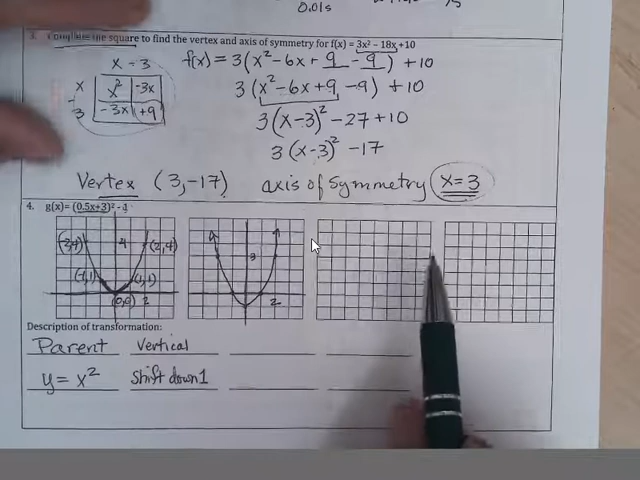 0.01s
3. Complete the square to find the vertex and axis of symmetry for f(x) = 3x² – 18x +10
x -3
f(x) = 3(x² - 6x + 9 - 9) + 10
x x² -3x
3(x² - 6x + 9 - 9) + 10
-3 -3x +9
3(x-3)² - 27 + 10
3(x-3)² - 17
Vertex (3,-17) axis of symmetry x=3
4. g(x)= (0.5x+3)² -
(-2,4) 4 (2,4)
(-1,1) (1,1)
(0,0) 2 2
Description of transformation:
Parent Vertical
y = x² shift down 1